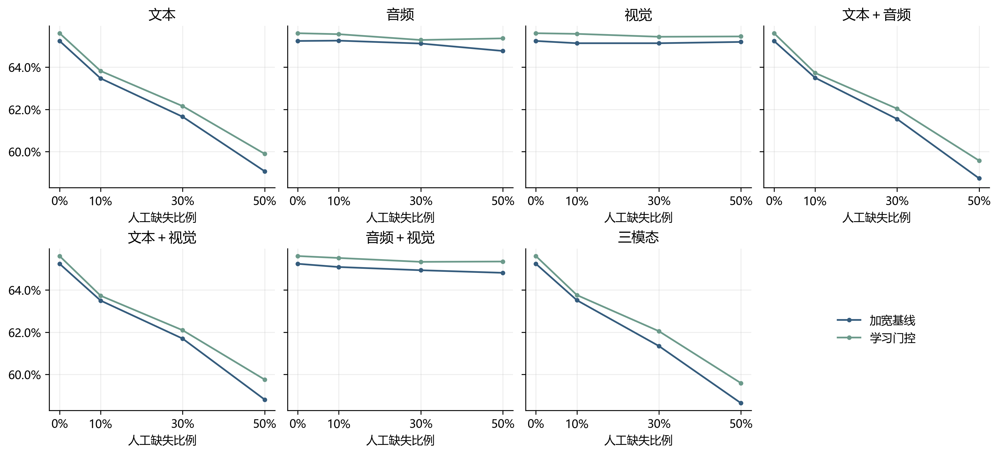 文本
音频
视觉
文本 + 音频
64.0%
62.0%
60.0%
0% 10% 30% 50%
0% 10% 30% 50%
0% 10% 30% 50%
0% 10% 30% 50%
人工缺失比例
人工缺失比例
人工缺失比例
人工缺失比例
文本 + 视觉
音频 + 视觉
三模态
64.0%
62.0%
60.0%
0% 10% 30% 50%
0% 10% 30% 50%
0% 10% 30% 50%
人工缺失比例
人工缺失比例
人工缺失比例
加宽基线
学习门控